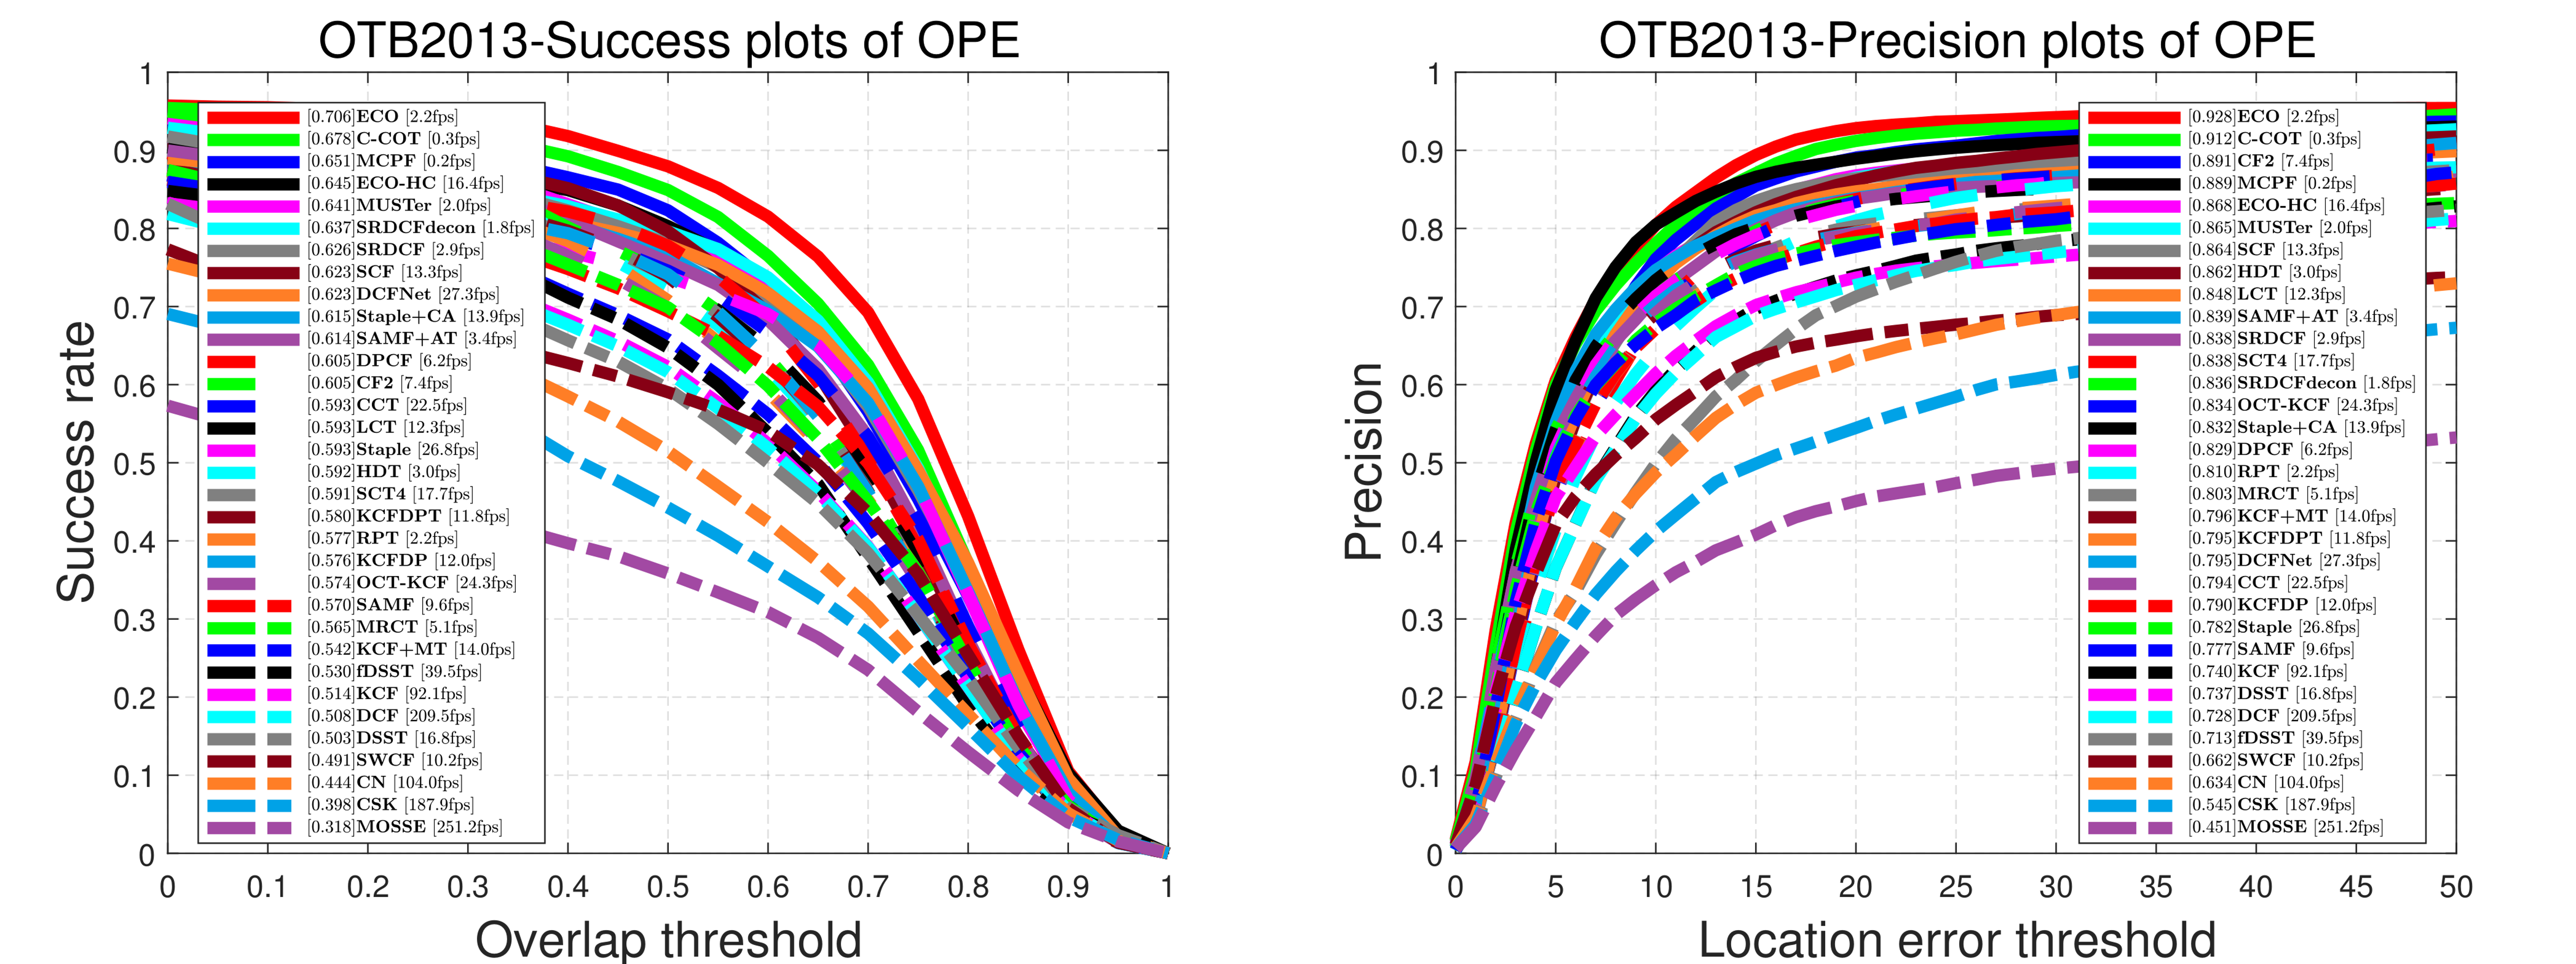 OTB2013-Success plots of OPE
1
0.9
0.8
0.7
0.6
0.5
0.4
0.3
0.2
0.1
0
Success rate
[0.706]ECO [2.2fps]
[0.678]C-COT [0.3fps]
[0.651]MCPF [0.2fps]
[0.645]ECO-HC [16.4fps]
[0.641]MUSTer [2.0fps]
[0.637]SRDCFdecon [1.8fps]
[0.626]SRDCF [2.9fps]
[0.623]SCF [13.3fps]
[0.623]DCFNet [27.3fps]
[0.615]Staple+CA [13.9fps]
[0.614]SAMF+AT [3.4fps]
[0.605]DPCF [6.2fps]
[0.605]CF2 [7.4fps]
[0.593]CCT [22.5fps]
[0.593]LCT [12.3fps]
[0.593]Staple [26.8fps]
[0.592]HDT [3.0fps]
[0.591]SCT4 [17.7fps]
[0.580]KCFDPT [11.8fps]
[0.577]RPT [2.2fps]
[0.576]KCFDP [12.0fps]
[0.574]OCT-KCF [24.3fps]
[0.570]SAMF [9.6fps]
[0.565]MRCT [5.1fps]
[0.542]KCF+MT [14.0fps]
[0.530]fDSST [39.5fps]
[0.514]KCF [92.1fps]
[0.508]DCF [209.5fps]
[0.503]DSST [16.8fps]
[0.491]SWCF [10.2fps]
[0.444]CN [104.0fps]
[0.398]CSK [187.9fps]
[0.318]MOSSE [251.2fps]
0 0.1 0.2 0.3 0.4 0.5 0.6 0.7 0.8 0.9 1
Overlap threshold
OTB2013-Precision plots of OPE
1
0.9
0.8
0.7
0.6
0.5
0.4
0.3
0.2
0.1
0
Precision
[0.928]ECO [2.2fps]
[0.912]C-COT [0.3fps]
[0.891]CF2 [7.4fps]
[0.889]MCPF [0.2fps]
[0.868]ECO-HC [16.4fps]
[0.865]MUSTer [2.0fps]
[0.864]SCF [13.3fps]
[0.862]HDT [3.0fps]
[0.848]LCT [12.3fps]
[0.839]SAMF+AT [3.4fps]
[0.838]SRDCF [2.9fps]
[0.838]SCT4 [17.7fps]
[0.836]SRDCFdecon [1.8fps]
[0.834]OCT-KCF [24.3fps]
[0.832]Staple+CA [13.9fps]
[0.829]DPCF [6.2fps]
[0.810]RPT [2.2fps]
[0.803]MRCT [5.1fps]
[0.796]KCF+MT [14.0fps]
[0.795]KCFDPT [11.8fps]
[0.795]DCFNet [27.3fps]
[0.794]CCT [22.5fps]
[0.790]KCFDP [12.0fps]
[0.782]Staple [26.8fps]
[0.777]SAMF [9.6fps]
[0.740]KCF [92.1fps]
[0.737]DSST [16.8fps]
[0.728]DCF [209.5fps]
[0.713]fDSST [39.5fps]
[0.662]SWCF [10.2fps]
[0.634]CN [104.0fps]
[0.545]CSK [187.9fps]
[0.451]MOSSE [251.2fps]
0 5 10 15 20 25 30 35 40 45 50
Location error threshold